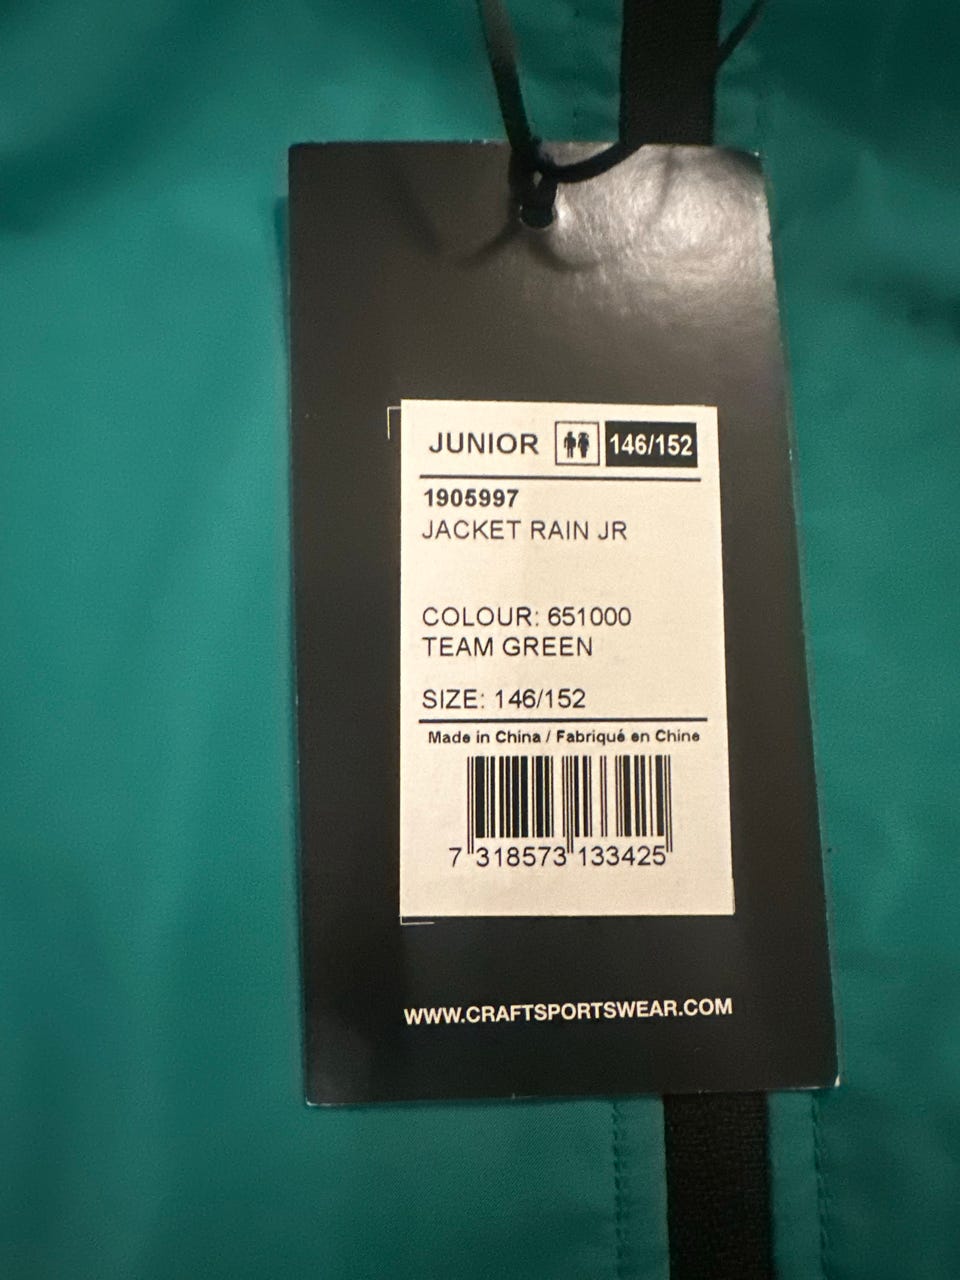 JUNIOR 146/152
1905997
JACKET RAIN JR
COLOUR: 651000
TEAM GREEN
SIZE: 146/152
Made in China / Fabriqué en Chine
7 318573 133425
WWW.CRAFTSPORTSWEAR.COM